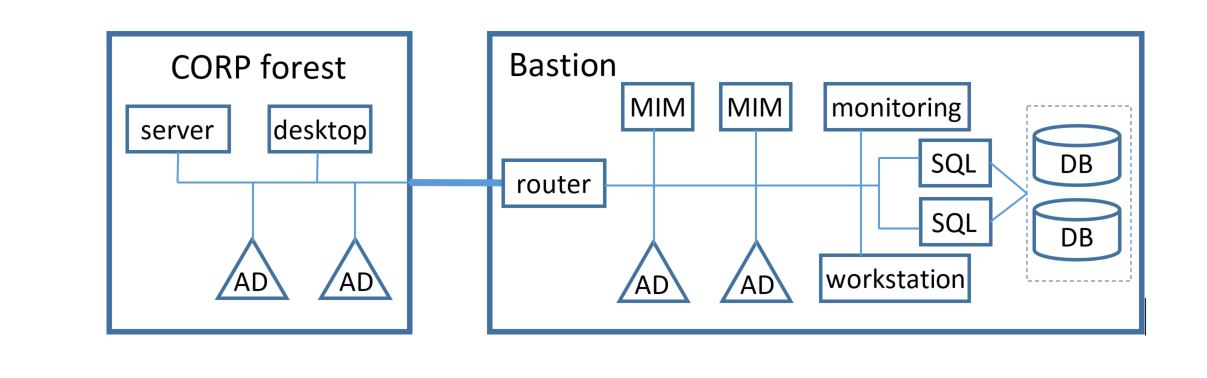 CORP forest
server
desktop
AD
AD
Bastion
router
MIM
MIM
monitoring
SQL
SQL
DB
DB
AD
AD
workstation